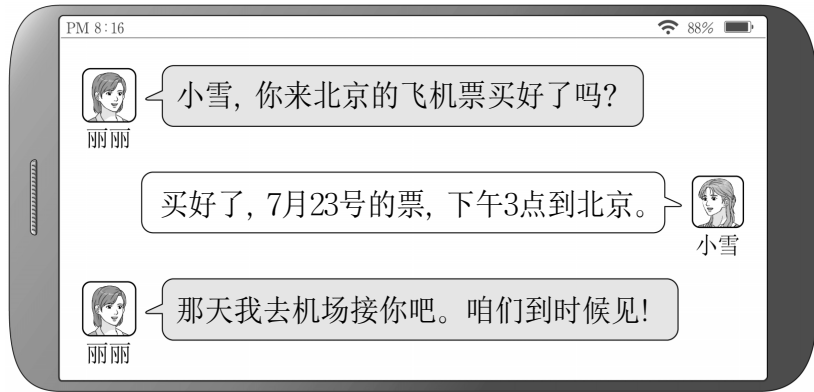 PM 8:16 88%
小雪, 你来北京的飞机票买好了吗?
丽丽
买好了, 7月23号的票, 下午3点到北京。
小雪
那天我去机场接你吧。咱们到时候见!
丽丽